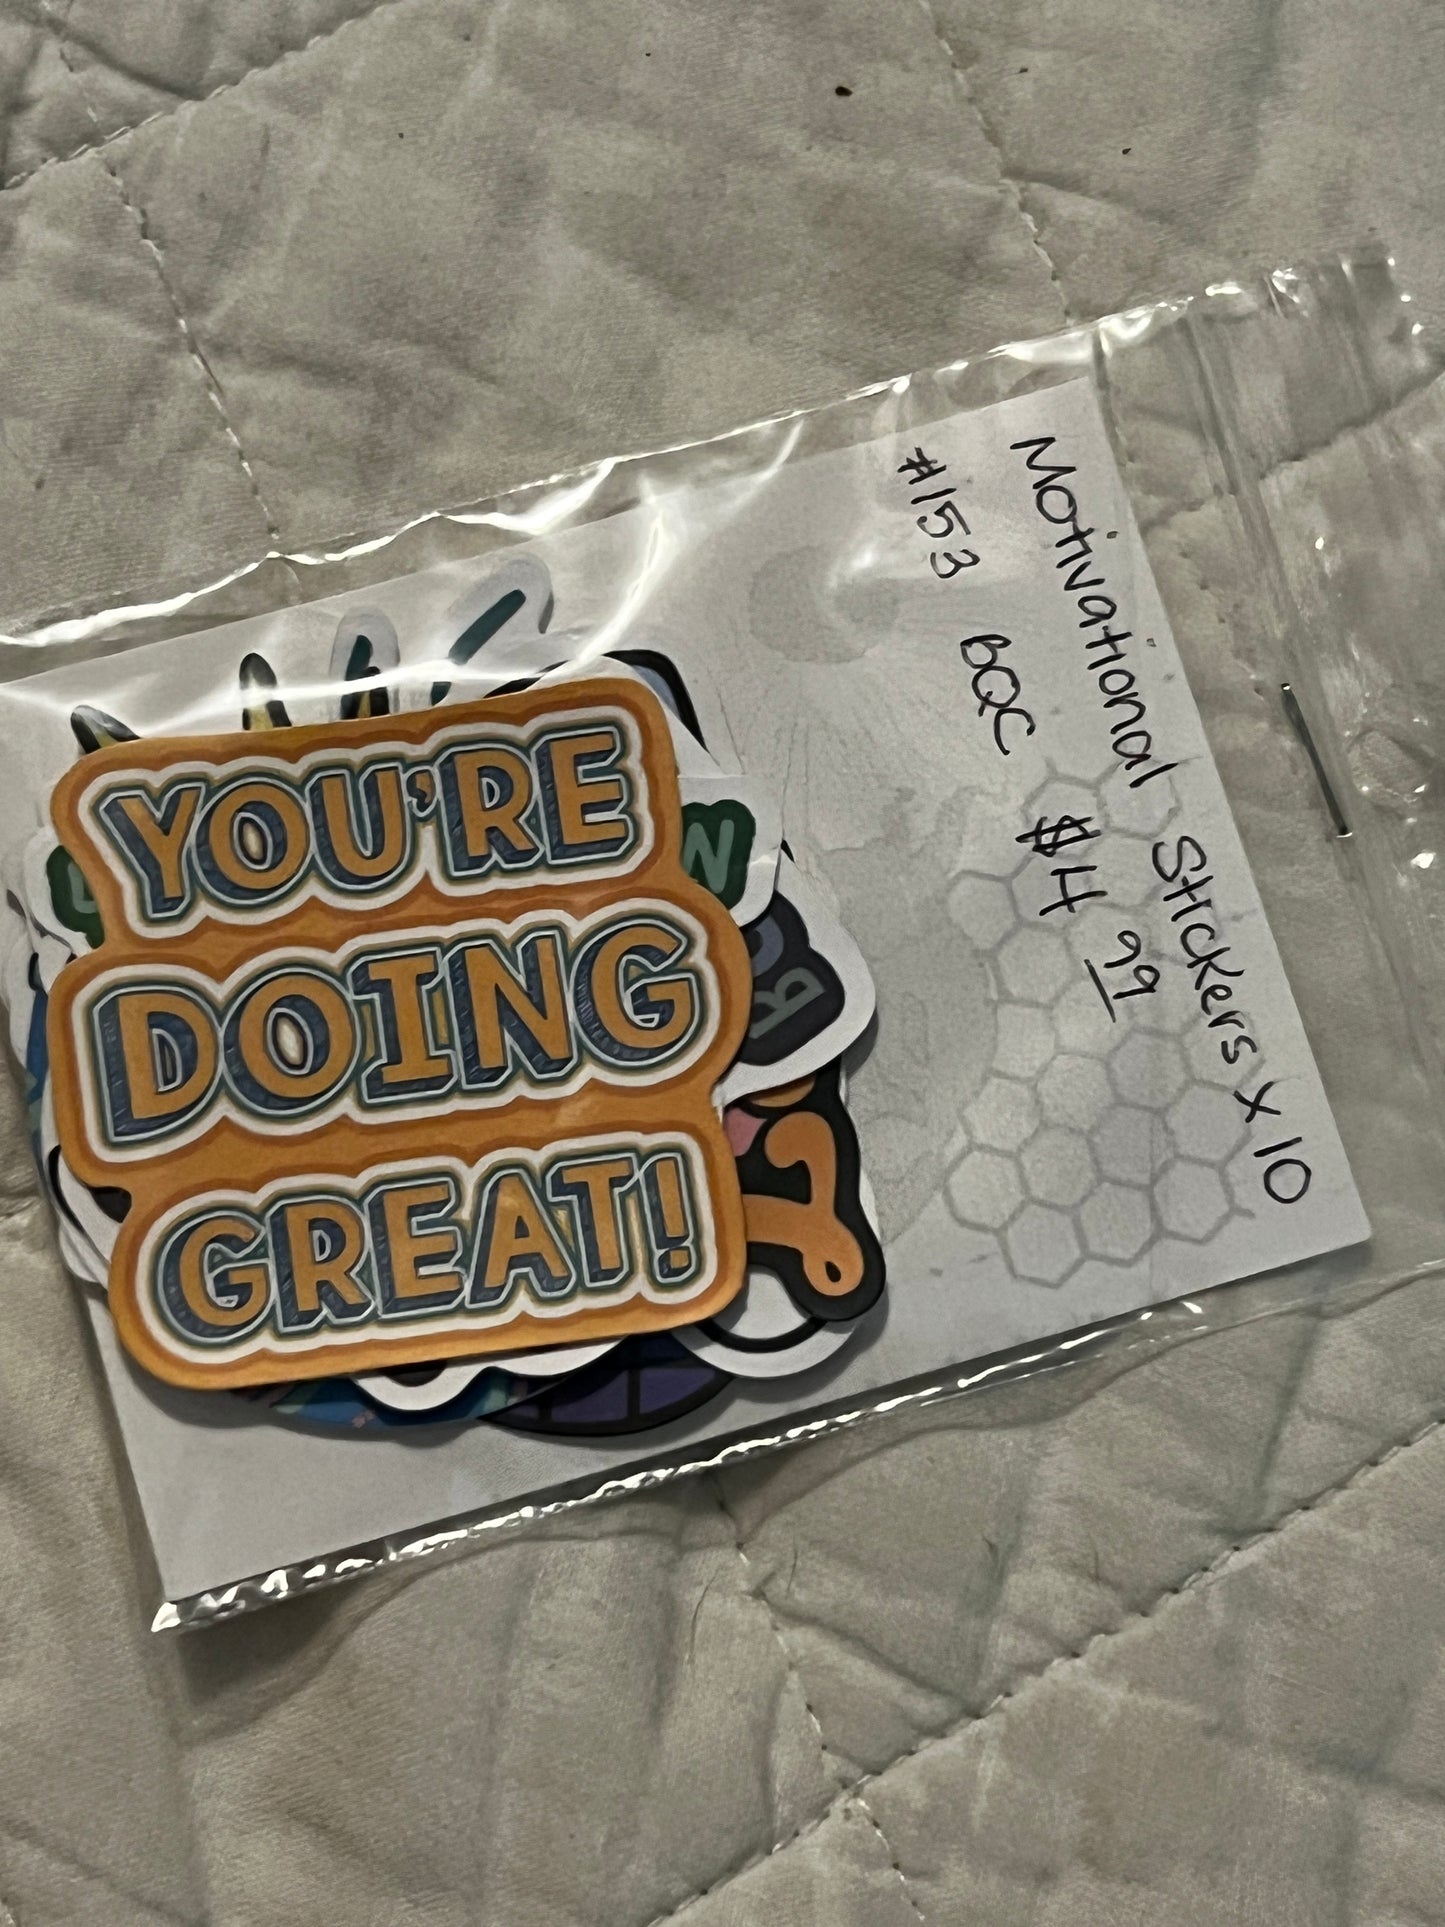 Motivational Stickers x 10
#153 BQC $4 99
YOU'RE
DOING
GREAT!